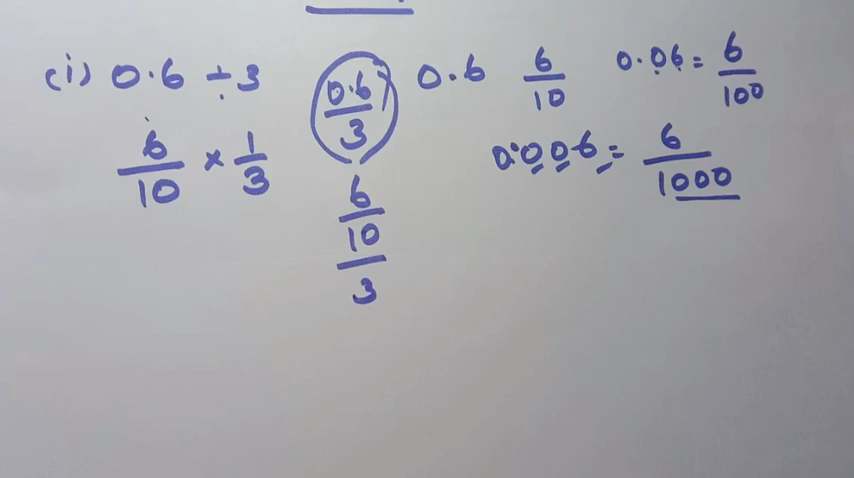 (i) 0.6 ÷ 3 0.6/3 0.6 6/10 0.06 = 6/100
6/10 × 1/3 0.006 = 6/1000
6/10/3